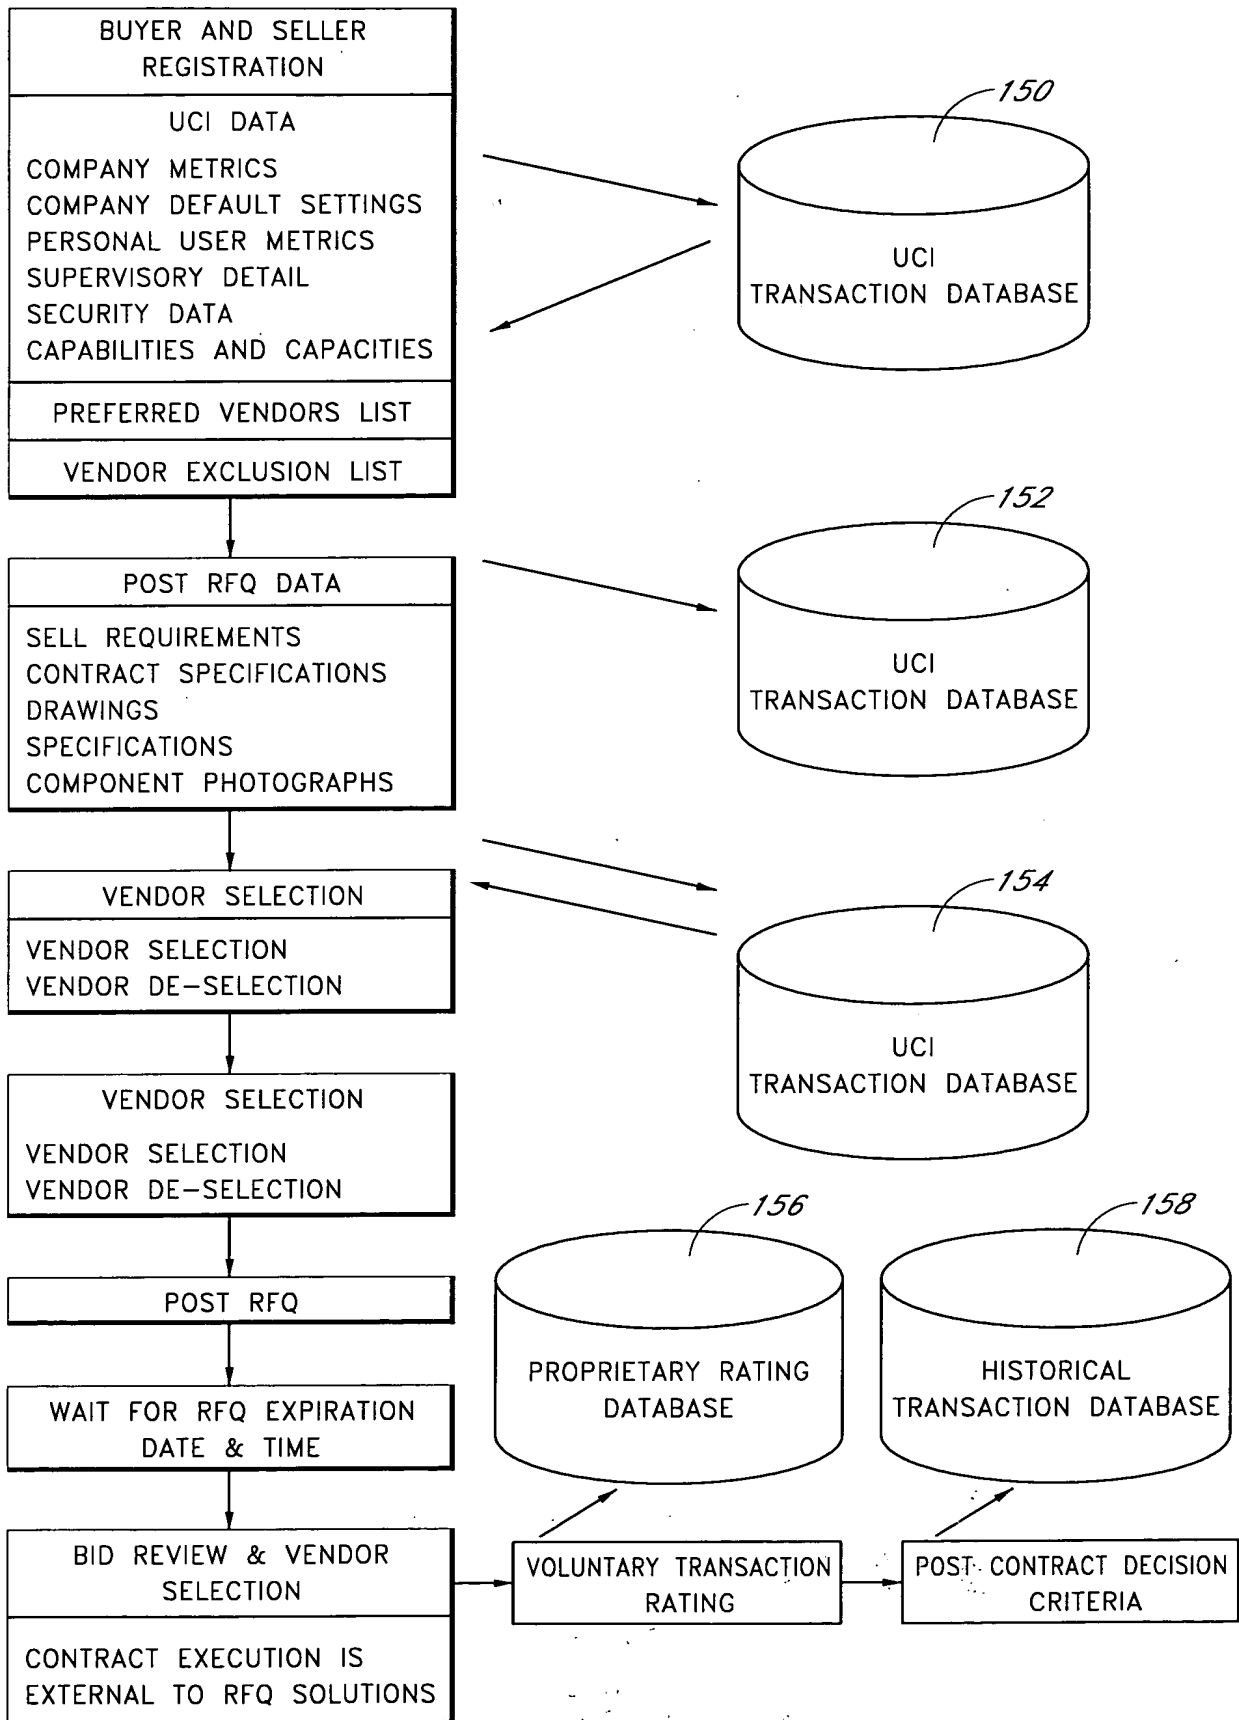 BUYER AND SELLER
REGISTRATION
UCI DATA
COMPANY METRICS
COMPANY DEFAULT SETTINGS
PERSONAL USER METRICS
SUPERVISORY DETAIL
SECURITY DATA
CAPABILITIES AND CAPACITIES
PREFERRED VENDORS LIST
VENDOR EXCLUSION LIST
150
UCI
TRANSACTION DATABASE
POST RFQ DATA
SELL REQUIREMENTS
CONTRACT SPECIFICATIONS
DRAWINGS
SPECIFICATIONS
COMPONENT PHOTOGRAPHS
152
UCI
TRANSACTION DATABASE
VENDOR SELECTION
VENDOR SELECTION
VENDOR DE-SELECTION
154
UCI
TRANSACTION DATABASE
VENDOR SELECTION
VENDOR SELECTION
VENDOR DE-SELECTION
POST RFQ
WAIT FOR RFQ EXPIRATION
DATE & TIME
156
PROPRIETARY RATING
DATABASE
158
HISTORICAL
TRANSACTION DATABASE
BID REVIEW & VENDOR
SELECTION
CONTRACT EXECUTION IS
EXTERNAL TO RFQ SOLUTIONS
VOLUNTARY TRANSACTION
RATING
POST CONTRACT DECISION
CRITERIA